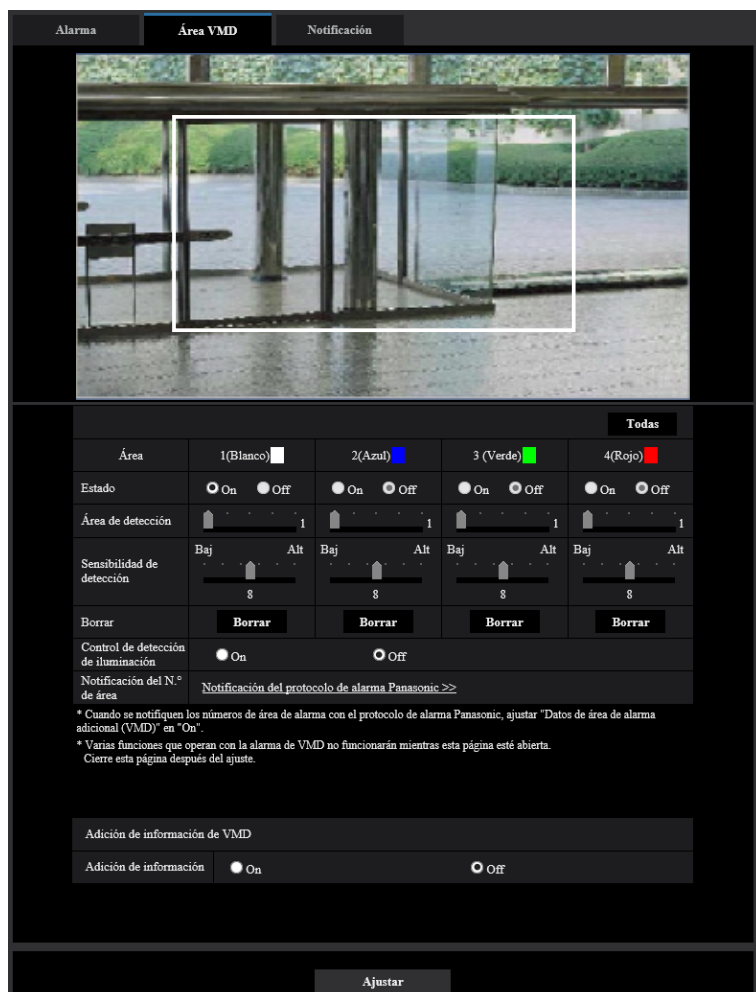 Alarma Área VMD Notificación
Todas
Área 1(Blanco) 2(Azul) 3 (Verde) 4(Rojo)
Estado On Off On Off On Off On Off
Área de detección 1 1 1 1
Baj Alt Baj Alt Baj Alt Baj Alt
Sensibilidad de
detección
8 8 8 8
Borrar Borrar Borrar Borrar Borrar
Control de detección
de iluminación On Off
Notificación del N.°
de área Notificación del protocolo de alarma Panasonic >>
* Cuando se notifiquen los números de área de alarma con el protocolo de alarma Panasonic, ajustar "Datos de área de alarma
adicional (VMD)" en "On".
* Varias funciones que operan con la alarma de VMD no funcionarán mientras esta página esté abierta.
Cierre esta página después del ajuste.
Adición de información de VMD
Adición de información On Off
Ajustar